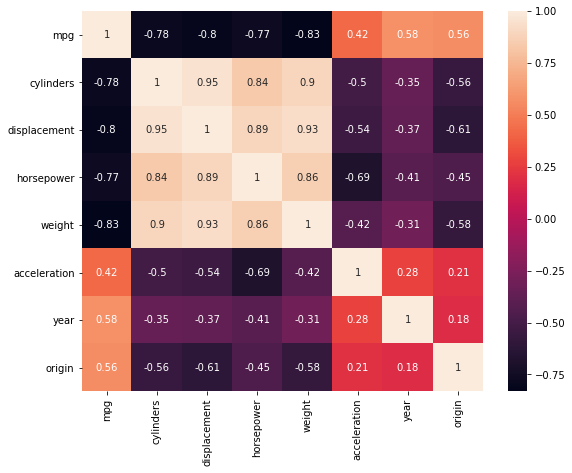 mpg 1 -0.78 -0.8 -0.77 -0.83 0.42 0.58 0.56
cylinders -0.78 1 0.95 0.84 0.9 -0.5 -0.35 -0.56
displacement -0.8 0.95 1 0.89 0.93 -0.54 -0.37 -0.61
horsepower -0.77 0.84 0.89 1 0.86 -0.69 -0.41 -0.45
weight -0.83 0.9 0.93 0.86 1 -0.42 -0.31 -0.58
acceleration 0.42 -0.5 -0.54 -0.69 -0.42 1 0.28 0.21
year 0.58 -0.35 -0.37 -0.41 -0.31 0.28 1 0.18
origin 0.56 -0.56 -0.61 -0.45 -0.58 0.21 0.18 1
mpg
cylinders
displacement
horsepower
weight
acceleration
year
origin
1.00
0.75
0.50
0.25
0.00
−0.25
−0.50
−0.75